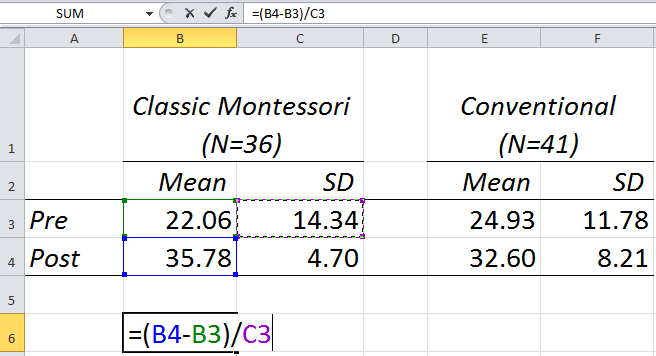 SUM fx =(B4-B3)/C3
A B C D E F
1 Classic Montessori (N=36) Conventional (N=41)
2 Mean SD Mean SD
3 Pre 22.06 14.34 24.93 11.78
4 Post 35.78 4.70 32.60 8.21
5
6 =(B4-B3)/C3